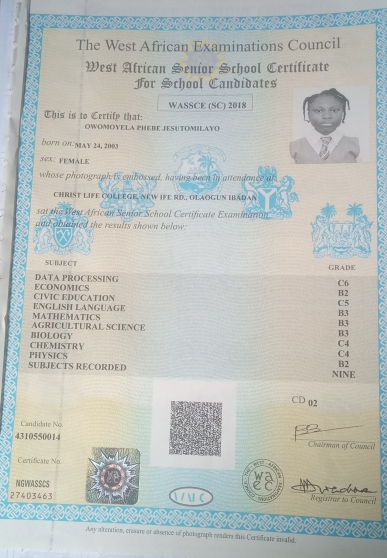 The West African Examinations Council
West African Senior School Certificate
For School Candidates
WASSCE (SC) 2018
This is to Certify that:
OWOMOYELA PHEBE JESUTOMILAYO
born on MAY 24, 2003
sex FEMALE
whose photograph is embossed, having been in attendance at
CHRIST LIFE COLLEGE, NEW IFE RD., OLAOGUN IBADAN
sat the West African Senior School Certificate Examination
and obtained the results shown below:
SUBJECT GRADE
DATA PROCESSING C6
ECONOMICS B2
CIVIC EDUCATION C5
ENGLISH LANGUAGE B3
MATHEMATICS B3
AGRICULTURAL SCIENCE B3
BIOLOGY C4
CHEMISTRY C4
PHYSICS B2
SUBJECTS RECORDED NINE
CD 02
Candidate No.
4310550014
Chairman of Council
Certificate No.
NGWASSCS
27403463
Registrar to Council
Any alteration, erasure or absence of photograph renders this Certificate invalid.